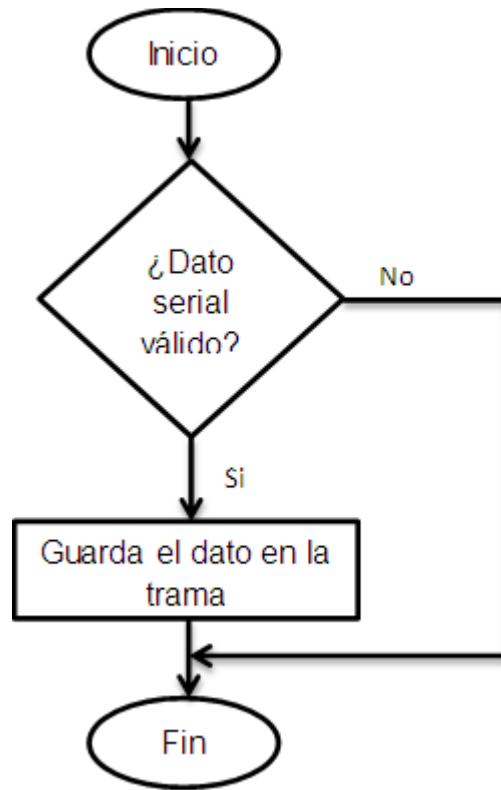 Inicio
¿Dato
serial
válido?
No
Si
Guarda el dato en la
trama
Fin